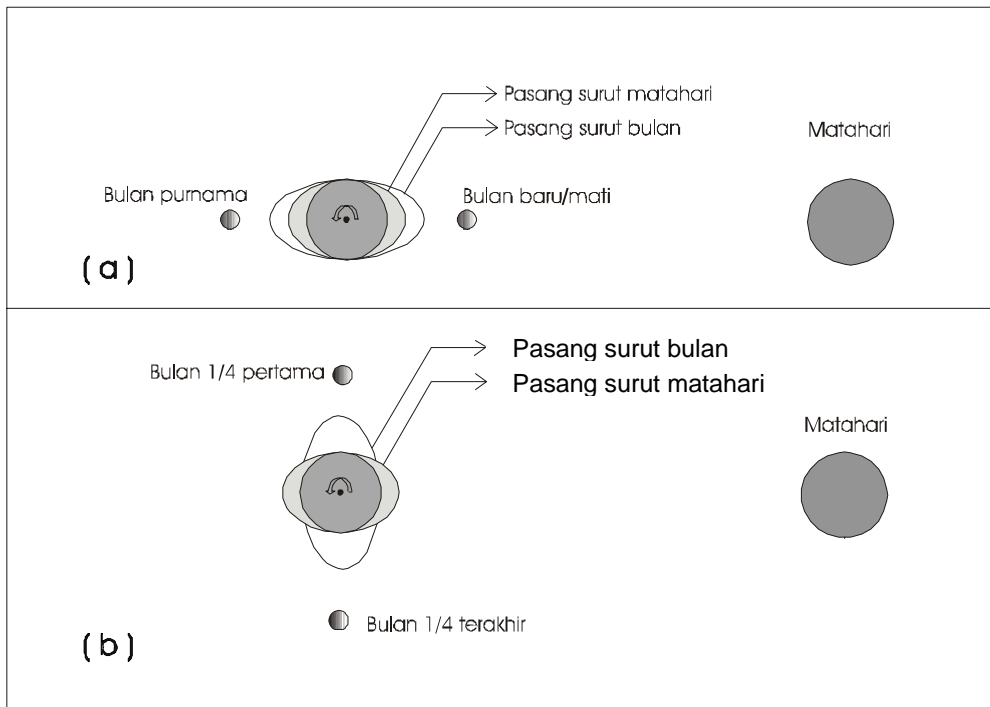 Pasang surut matahari
Pasang surut bulan
Matahari
Bulan purnama
Bulan baru/mati
(a)
Pasang surut bulan
Bulan 1/4 pertama
Pasang surut matahari
Matahari
Bulan 1/4 terakhir
(b)